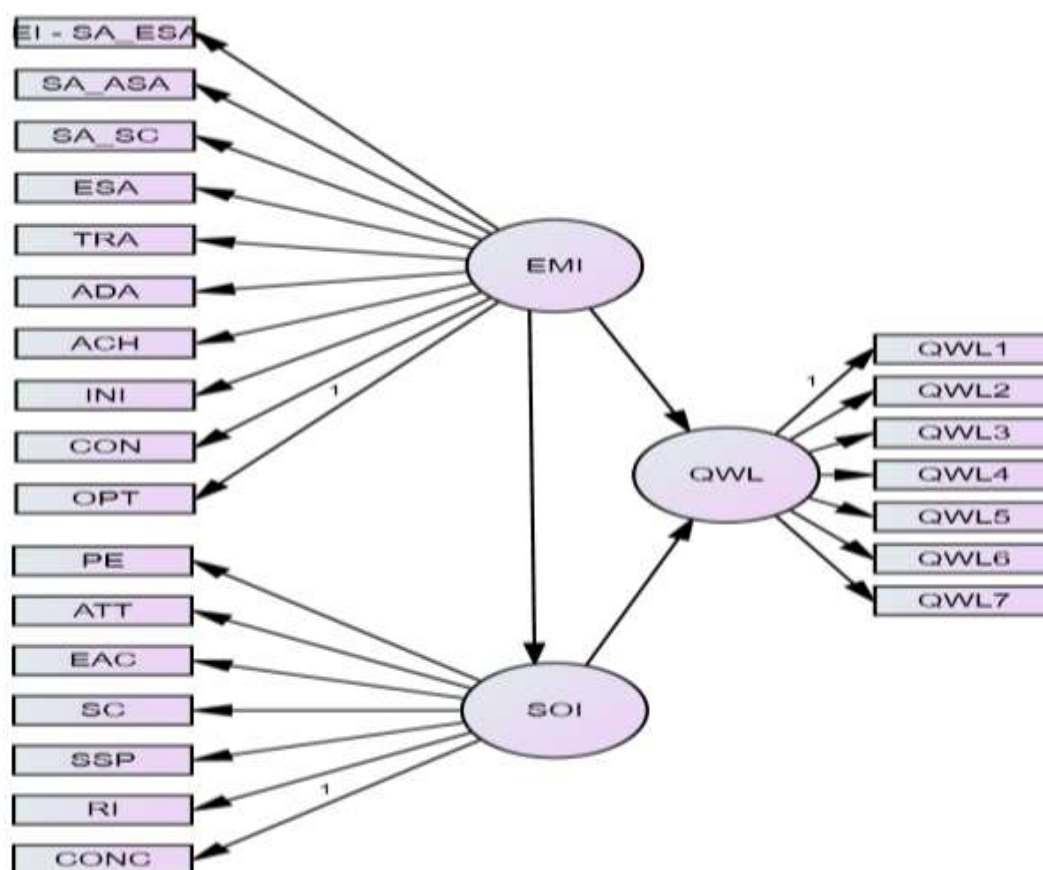 EI - SA_ESA
SA_ASA
SA_SC
ESA
TRA
ADA
ACH
INI
CON
OPT
PE
ATT
EAC
SC
SSP
RI
CONC
1
1
EMI
SOI
QWL
1
QWL1
QWL2
QWL3
QWL4
QWL5
QWL6
QWL7